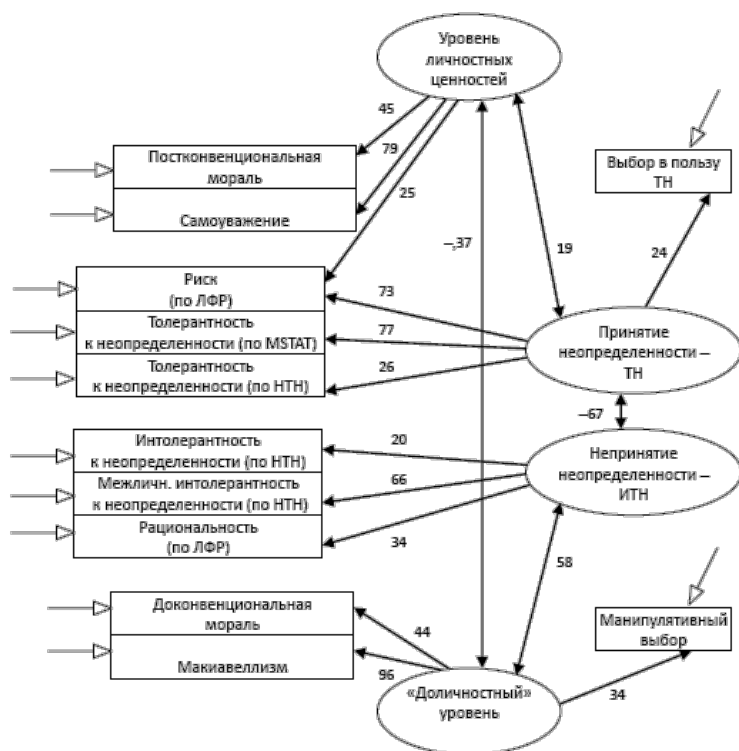 Уровень
личностных
ценностей
45
79
25
Постконвенциональная
мораль
Самоуважение
–,37
19
Выбор в пользу
ТН
24
Риск
(по ЛФР)
Толерантность
к неопределенности (по MSTAT)
Толерантность
к неопределенности (по НТН)
73
77
26
Принятие
неопределенности –
ТН
–67
Интолерантность
к неопределенности (по НТН)
Межличн. интолерантность
к неопределенности (по НТН)
Рациональность
(по ЛФР)
20
66
34
Непринятие
неопределенности –
ИТН
58
Доконвенциональная
мораль
Макиавеллизм
44
96
«Доличностный»
уровень
34
Манипулятивный
выбор